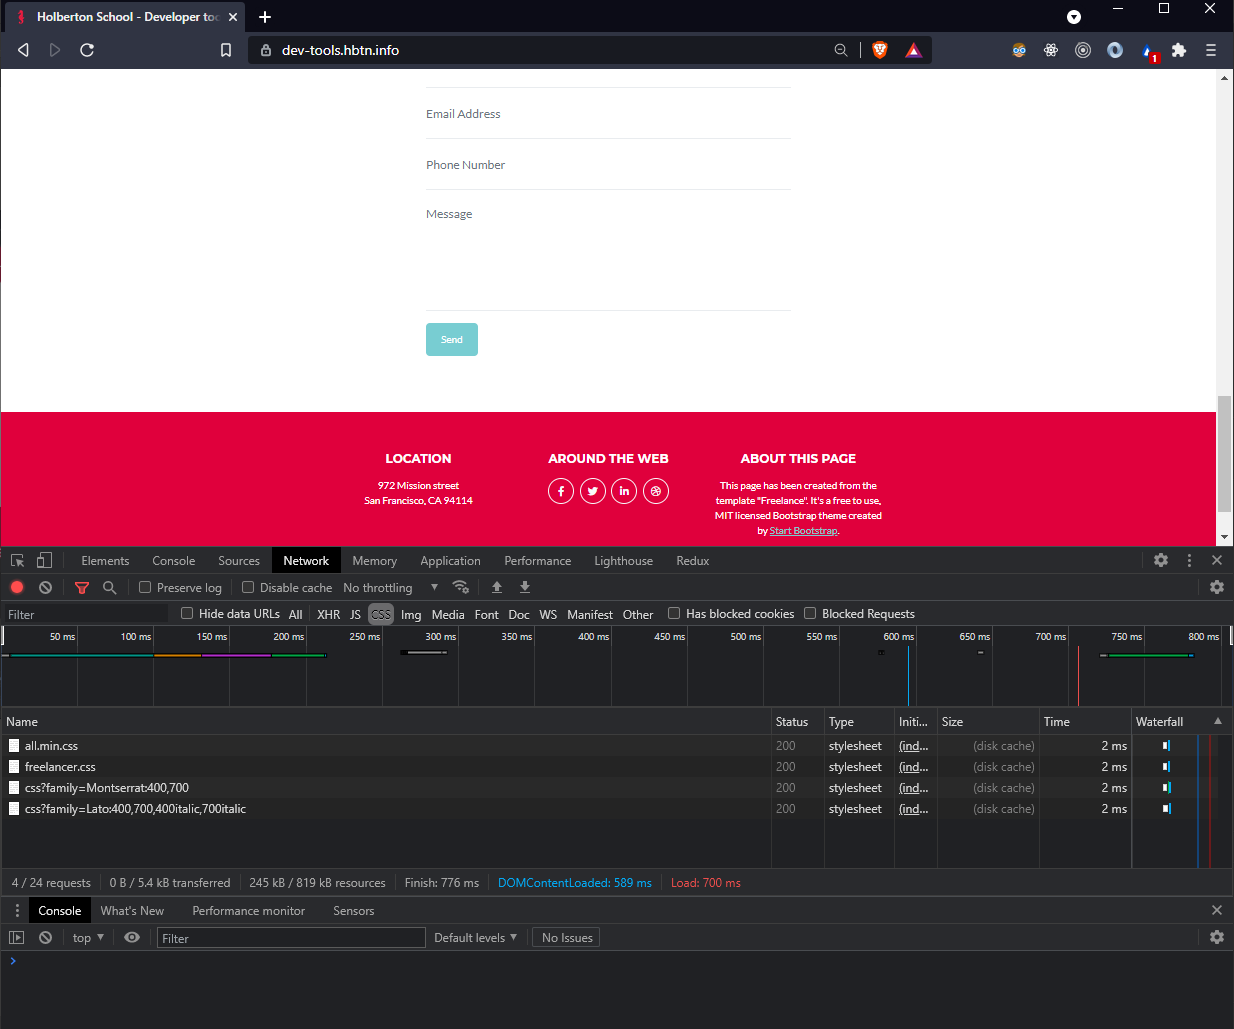 Holberton School - Developer too
dev-tools.hbtn.info
1
Email Address
Phone Number
Message
Send
LOCATION
972 Mission street
San Francisco, CA 94114
AROUND THE WEB
ABOUT THIS PAGE
This page has been created from the
template "Freelance". It's a free to use,
MIT licensed Bootstrap theme created
by Start Bootstrap.
Elements Console Sources Network Memory Application Performance Lighthouse Redux
Preserve log Disable cache No throttling
Filter Hide data URLs All XHR JS CSS Img Media Font Doc WS Manifest Other Has blocked cookies Blocked Requests
50 ms 100 ms 150 ms 200 ms 250 ms 300 ms 350 ms 400 ms 450 ms 500 ms 550 ms 600 ms 650 ms 700 ms 750 ms 800 ms
Name Status Type Initi... Size Time Waterfall
all.min.css 200 stylesheet (ind... (disk cache) 2 ms
freelancer.css 200 stylesheet (ind... (disk cache) 2 ms
css?family=Montserrat:400,700 200 stylesheet (ind... (disk cache) 2 ms
css?family=Lato:400,700,400italic,700italic 200 stylesheet (ind... (disk cache) 2 ms
4 / 24 requests 0 B / 5.4 kB transferred 245 kB / 819 kB resources Finish: 776 ms DOMContentLoaded: 589 ms Load: 700 ms
Console What's New Performance monitor Sensors
top Filter Default levels No Issues